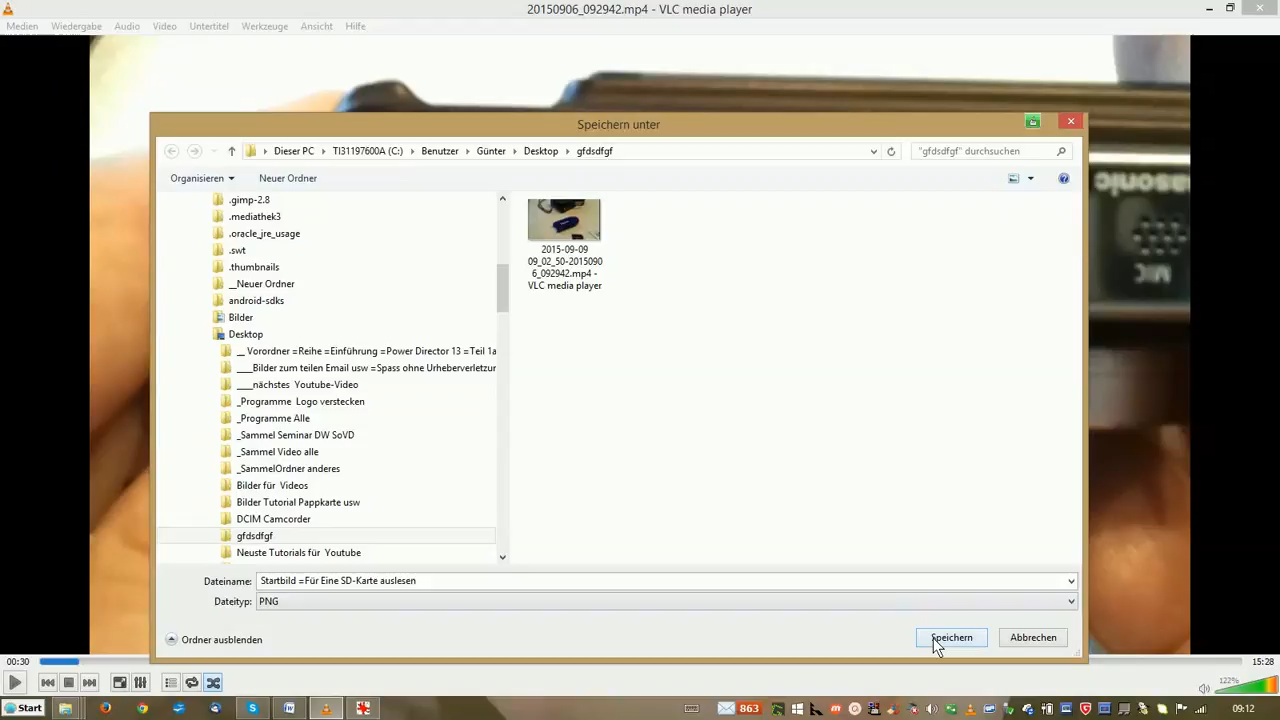 20150906_092942.mp4 - VLC media player
Medien Wiedergabe Audio Video Untertitel Werkzeuge Ansicht Hilfe
Speichern unter
Dieser PC TI31197600A (C:) Benutzer Günter Desktop gfdsdfgf
"gfdsdfgf" durchsuchen
Organisieren Neuer Ordner
.gimp-2.8
.mediathek3
.oracle_jre_usage
.swt
.thumbnails
__Neuer Ordner
android-sdks
Bilder
Desktop
__ Vorordner =Reihe =Einführung =Power Director 13 =Teil 1a
____Bilder zum teilen Email usw =Spass ohne Urheberverletzur
____nächstes Youtube-Video
_Programme Logo verstecken
_Programme Alle
_Sammel Seminar DW SoVD
_Sammel Video alle
_SammelOrdner anderes
Bilder für Videos
Bilder Tutorial Pappkarte usw
DCIM Camcorder
gfdsdfgf
Neuste Tutorials für Youtube
2015-09-09
09_02_50-2015090
6_092942.mp4 -
VLC media player
Panasonic
MIC
Dateiname: Startbild =Für Eine SD-Karte auslesen
Dateityp: PNG
Ordner ausblenden
Speichern Abbrechen
00:30
15:28
122%
Start
863
09:12